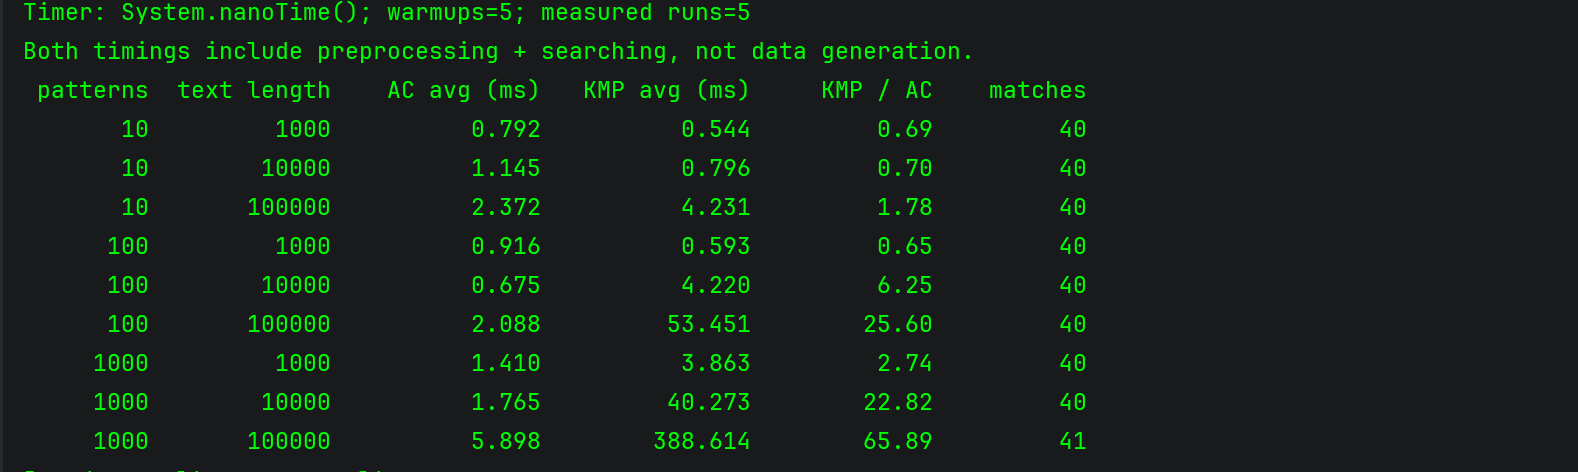 Timer: System.nanoTime(); warmups=5; measured runs=5
Both timings include preprocessing + searching, not data generation.
patterns  text length    AC avg (ms)   KMP avg (ms)     KMP / AC    matches
10         1000          0.792          0.544         0.69         40
10        10000          1.145          0.796         0.70         40
10       100000          2.372          4.231         1.78         40
100         1000          0.916          0.593         0.65         40
100        10000          0.675          4.220         6.25         40
100       100000          2.088         53.451        25.60         40
1000         1000          1.410          3.863         2.74         40
1000        10000          1.765         40.273        22.82         40
1000       100000          5.898        388.614        65.89         41